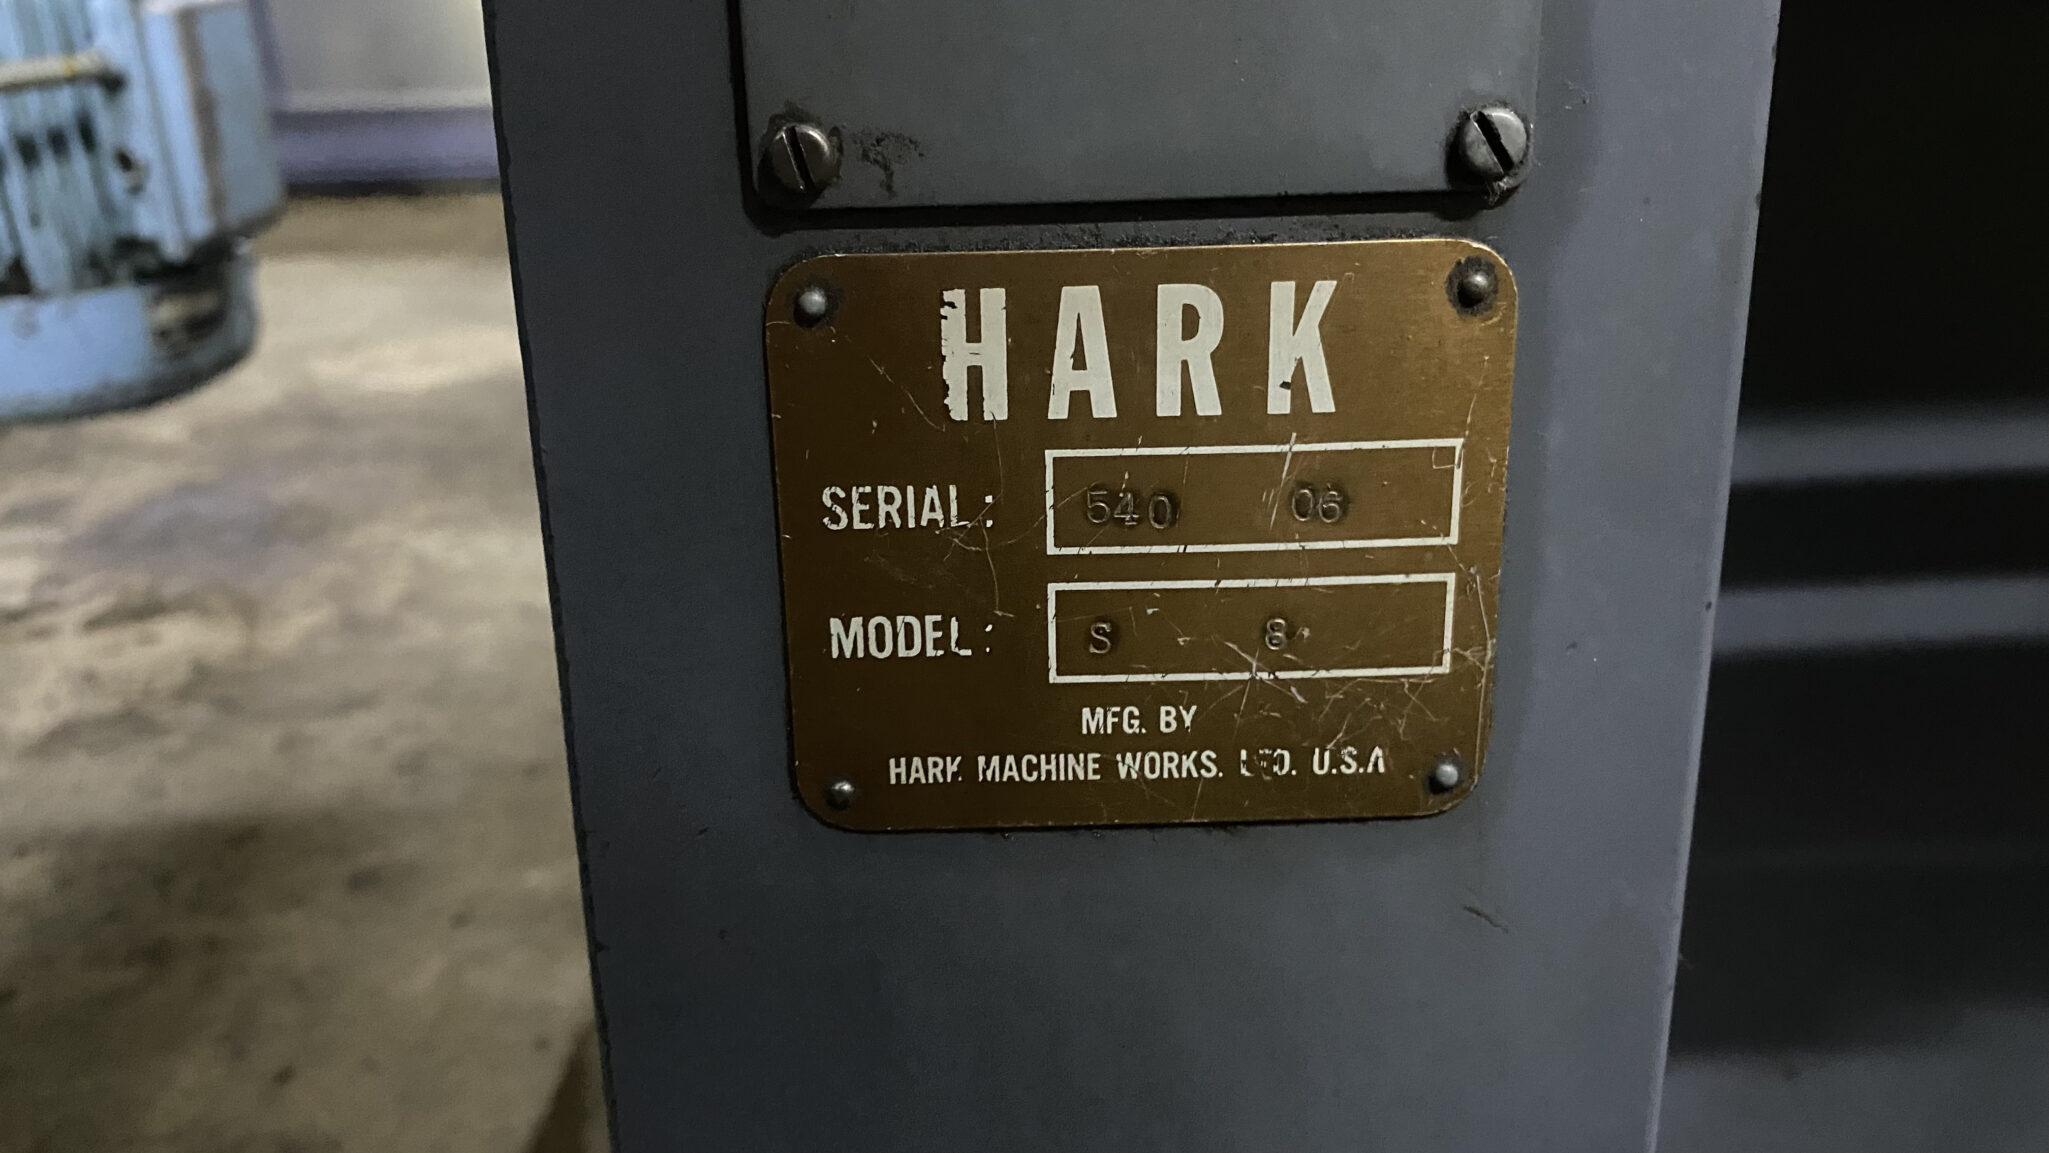 HARK
SERIAL: 540 06
MODEL: S 8
MFG. BY
HARK MACHINE WORKS. LTD. U.S.A